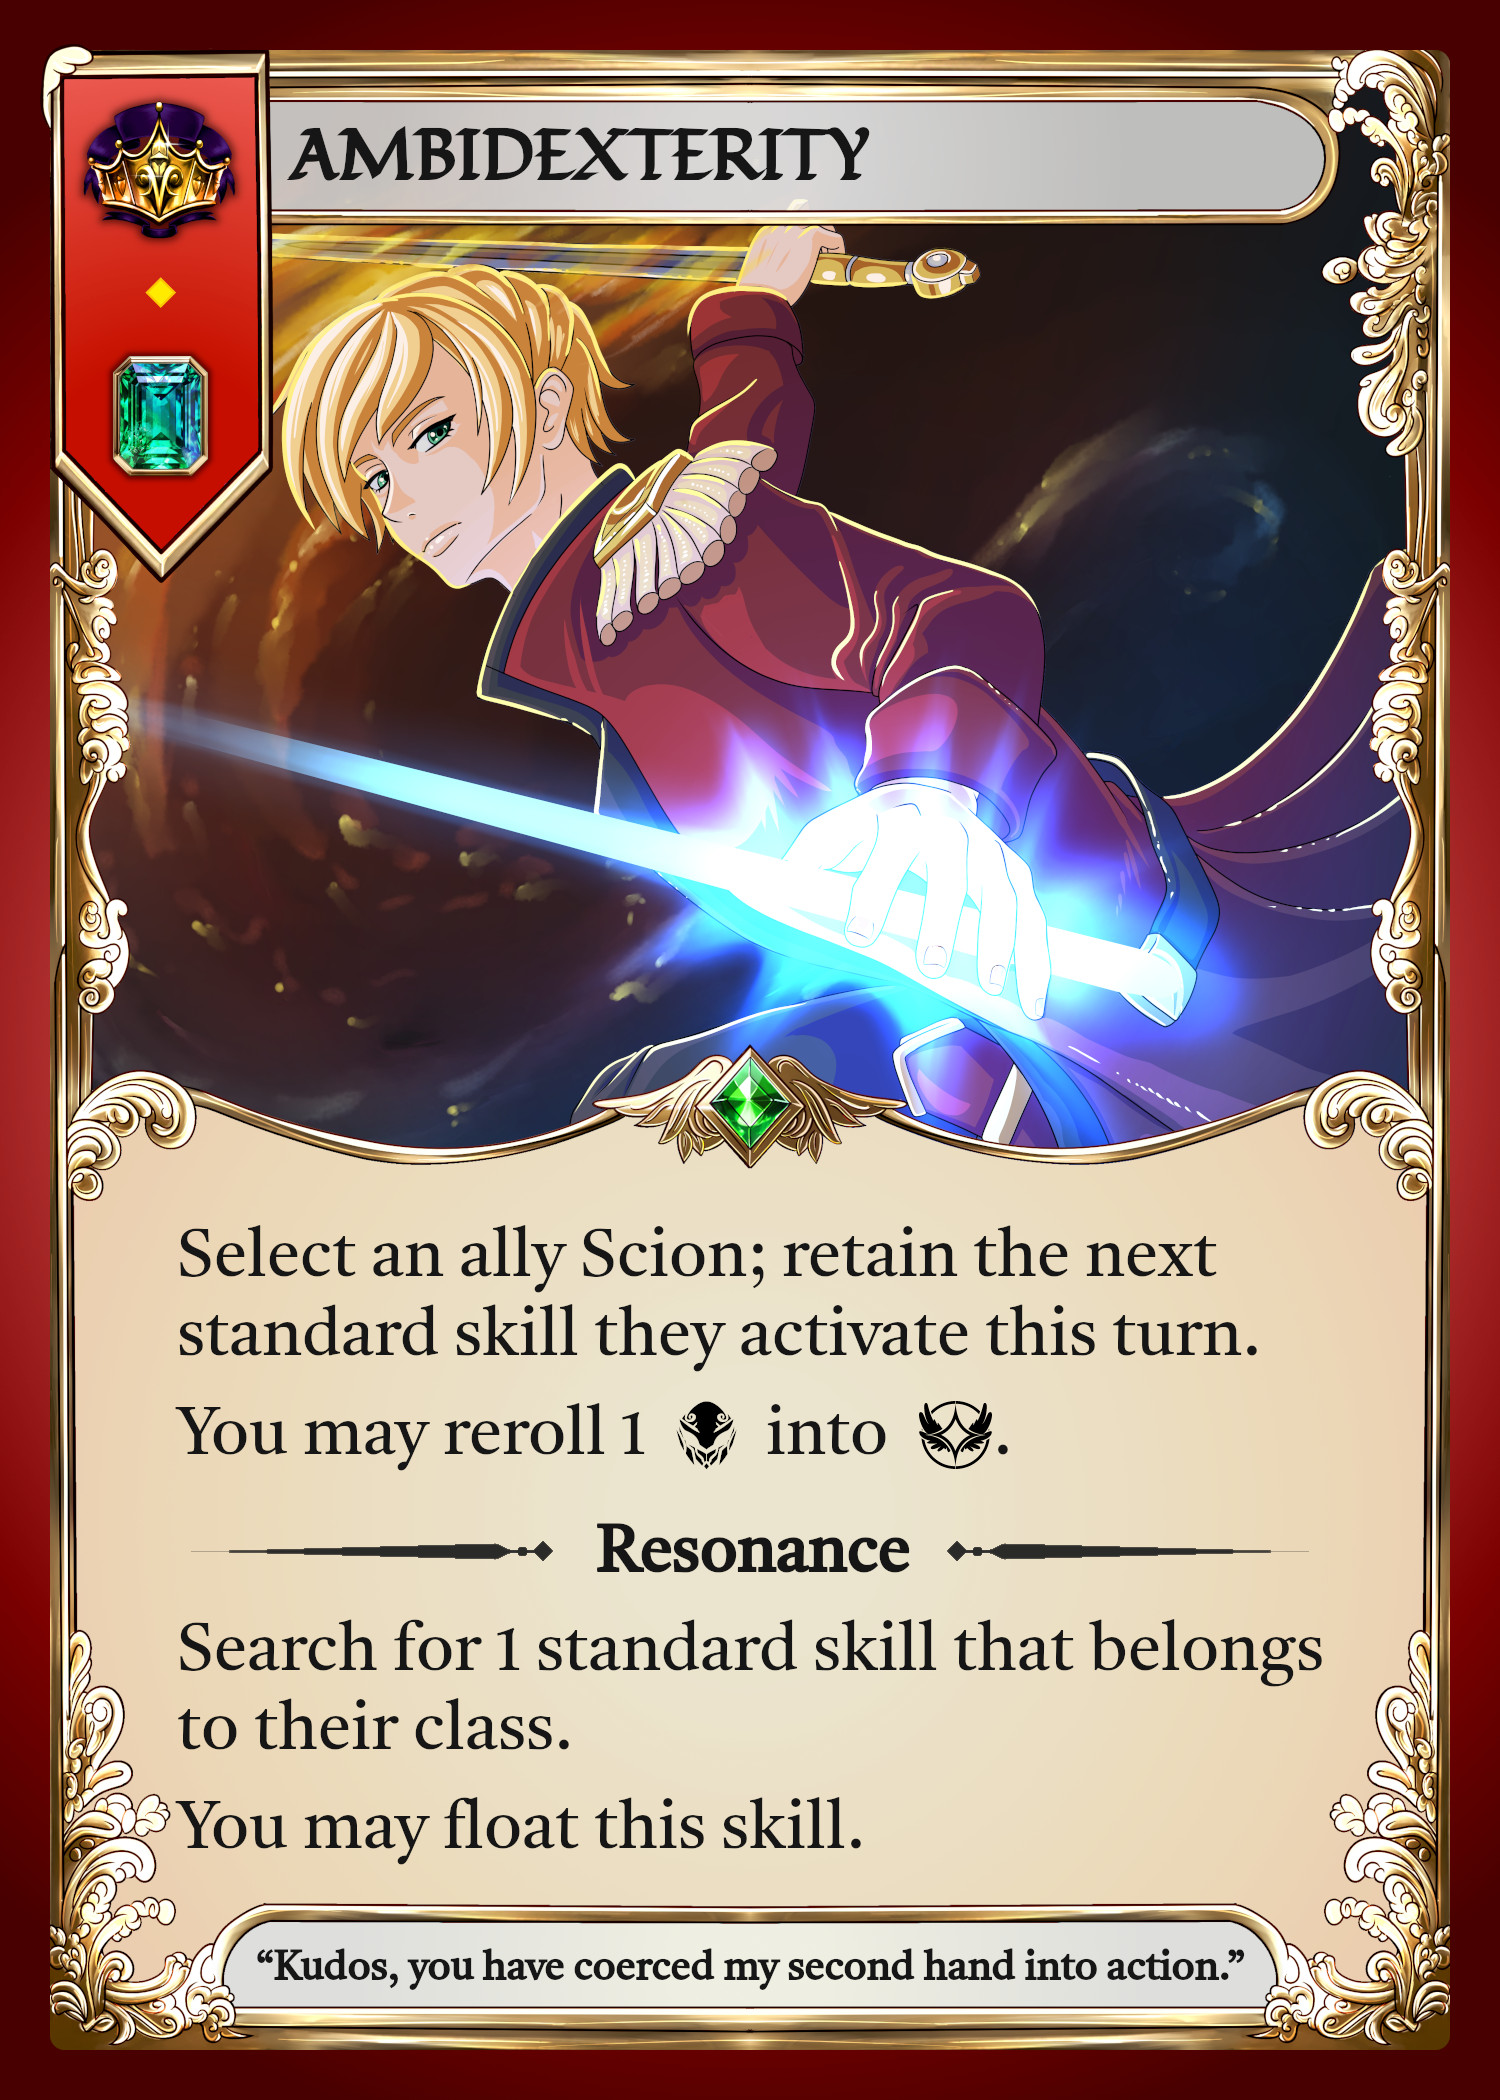 AMBIDEXTERITY
Select an ally Scion; retain the next
standard skill they activate this turn.
You may reroll 1 into .
Resonance
Search for 1 standard skill that belongs
to their class.
You may float this skill.
“Kudos, you have coerced my second hand into action.”